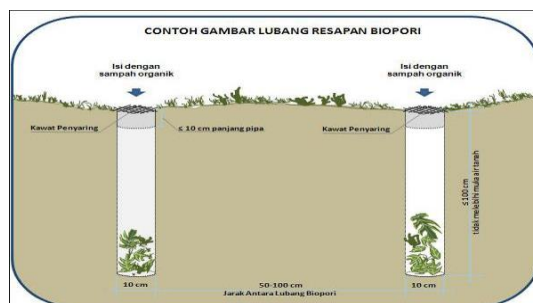 CONTOH GAMBAR LUBANG RESAPAN BIOPORI
Isi dengan
sampah organik
Isi dengan
sampah organik
Kawat Penyaring
≤ 10 cm panjang pipa
Kawat Penyaring
≤100 cm
tidak melebihi muka air tanah
10 cm
50-100 cm
10 cm
Jarak Antara Lubang Biopori